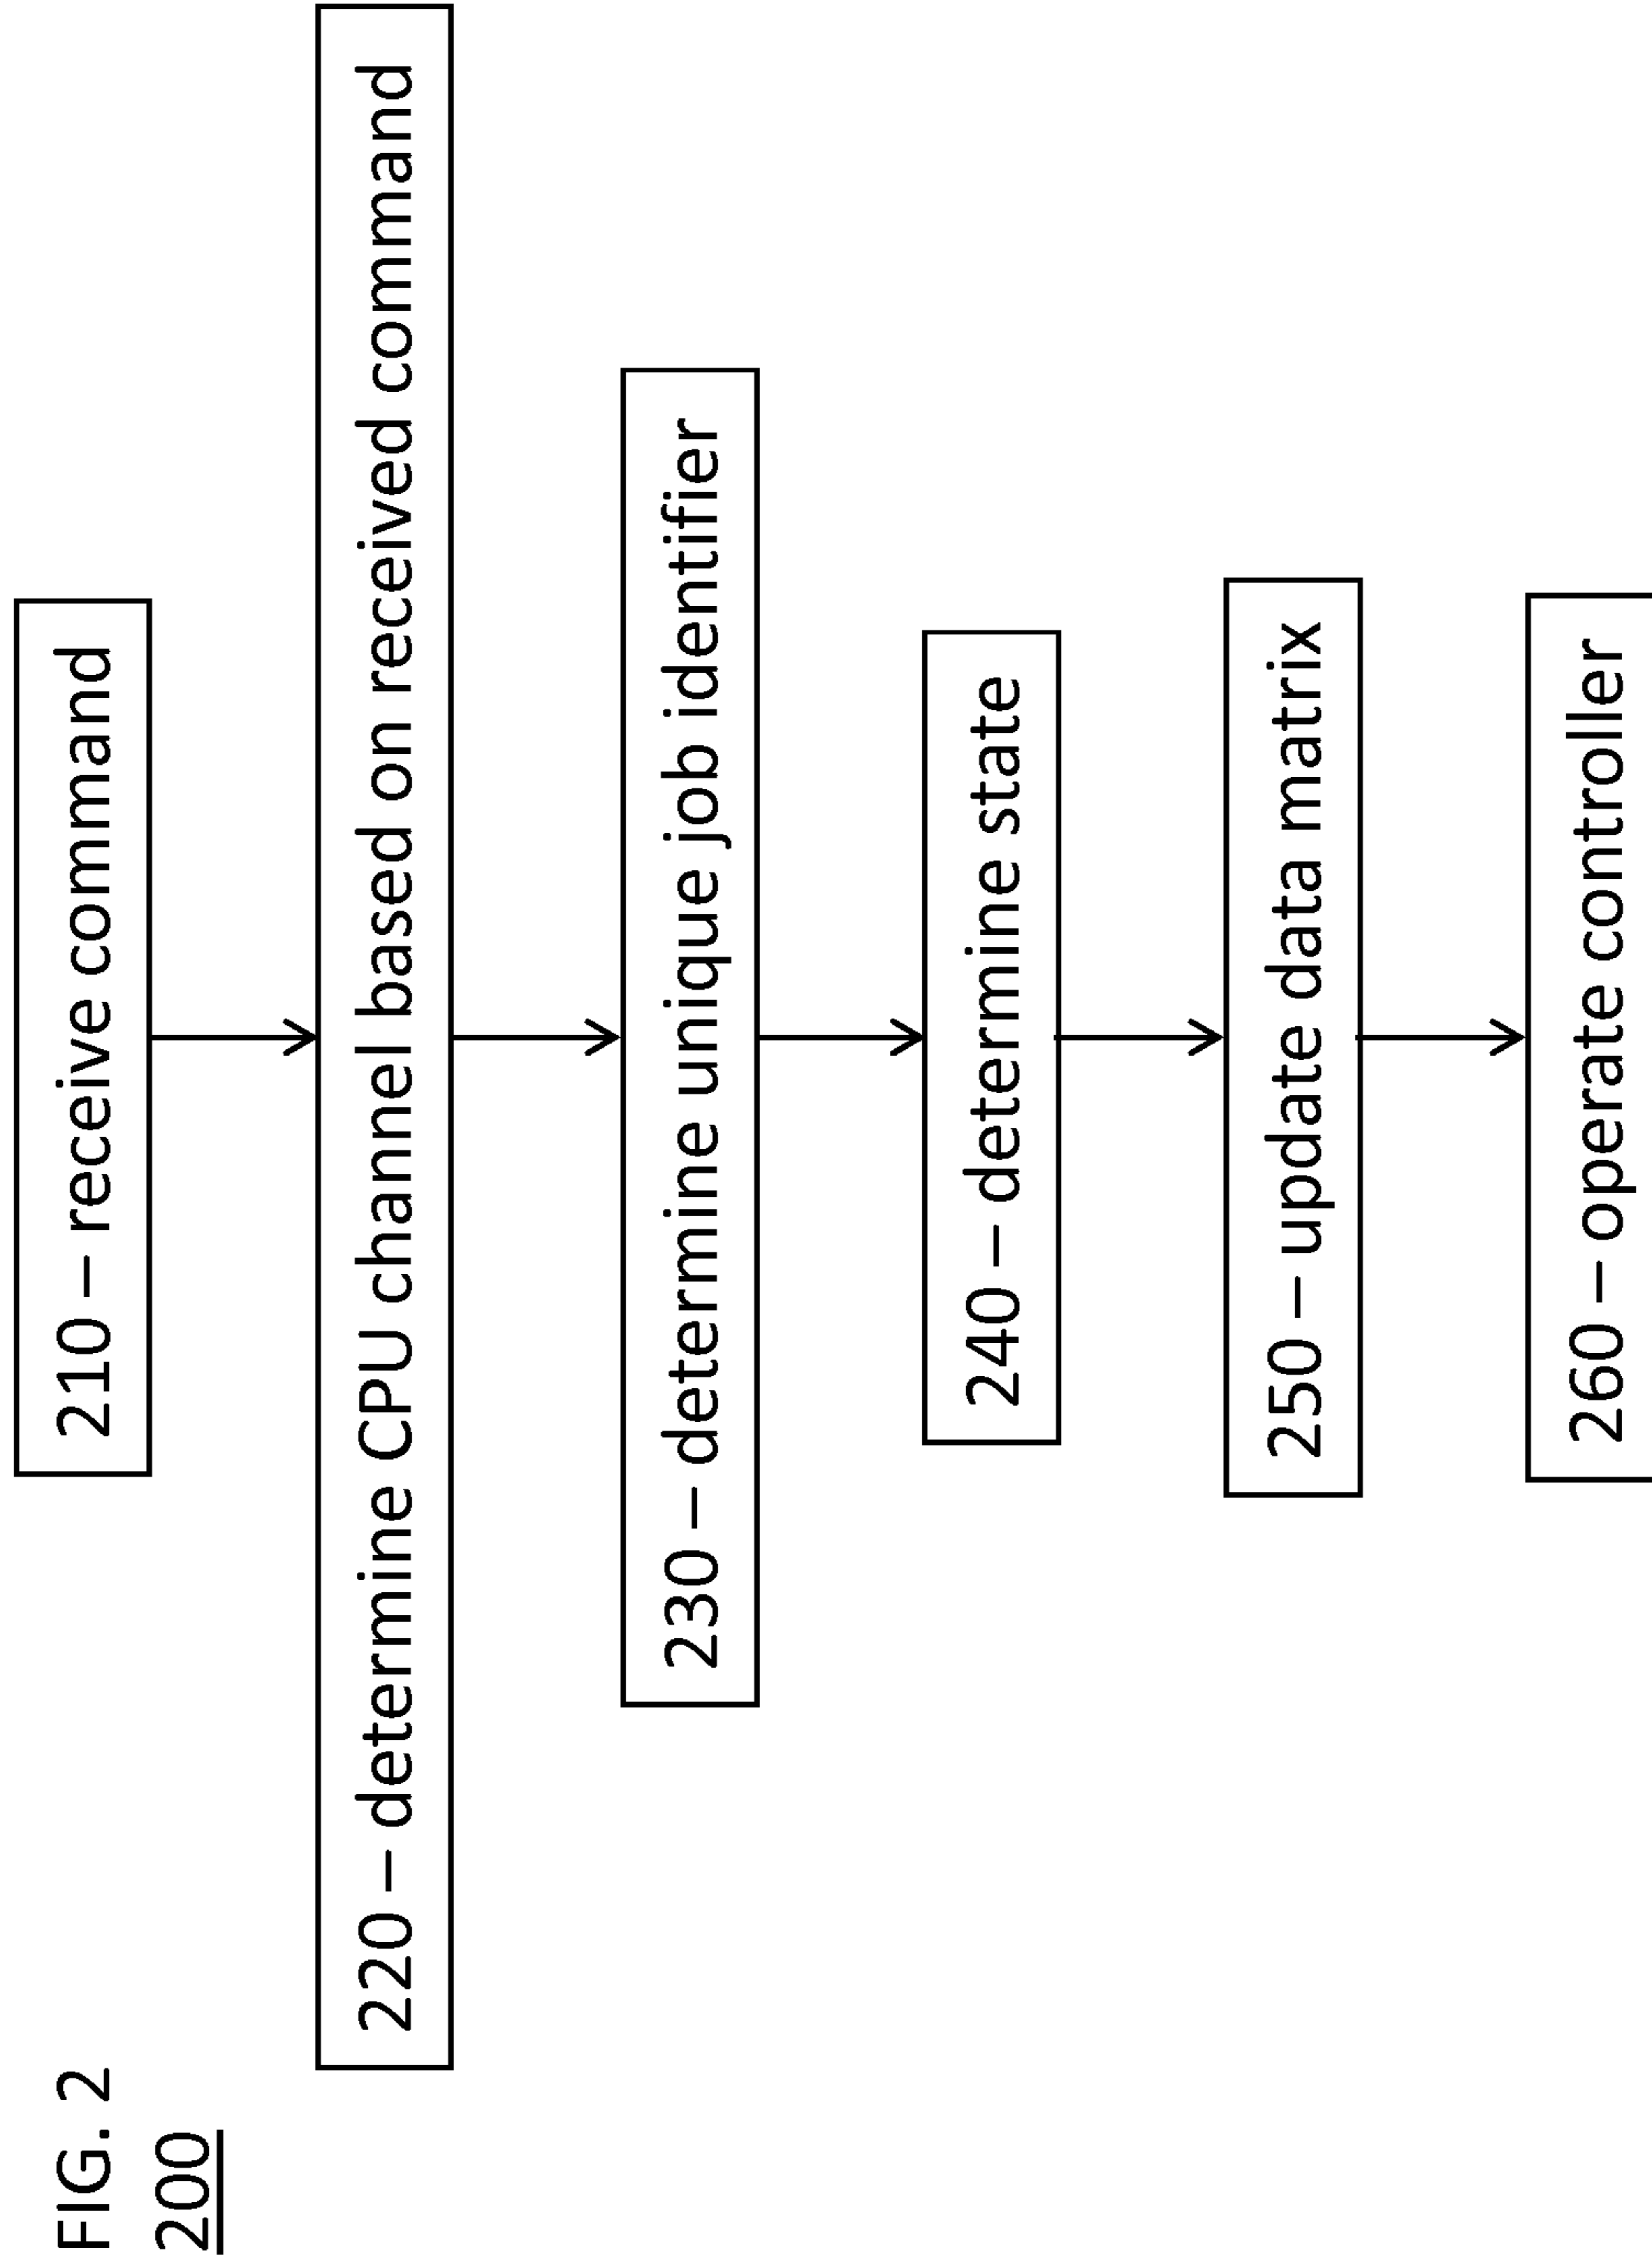 FIG. 2
200
210 – receive command
220 – determine CPU channel based on received command
230 – determine unique job identifier
240 – determine state
250 – update data matrix
260 – operate controller